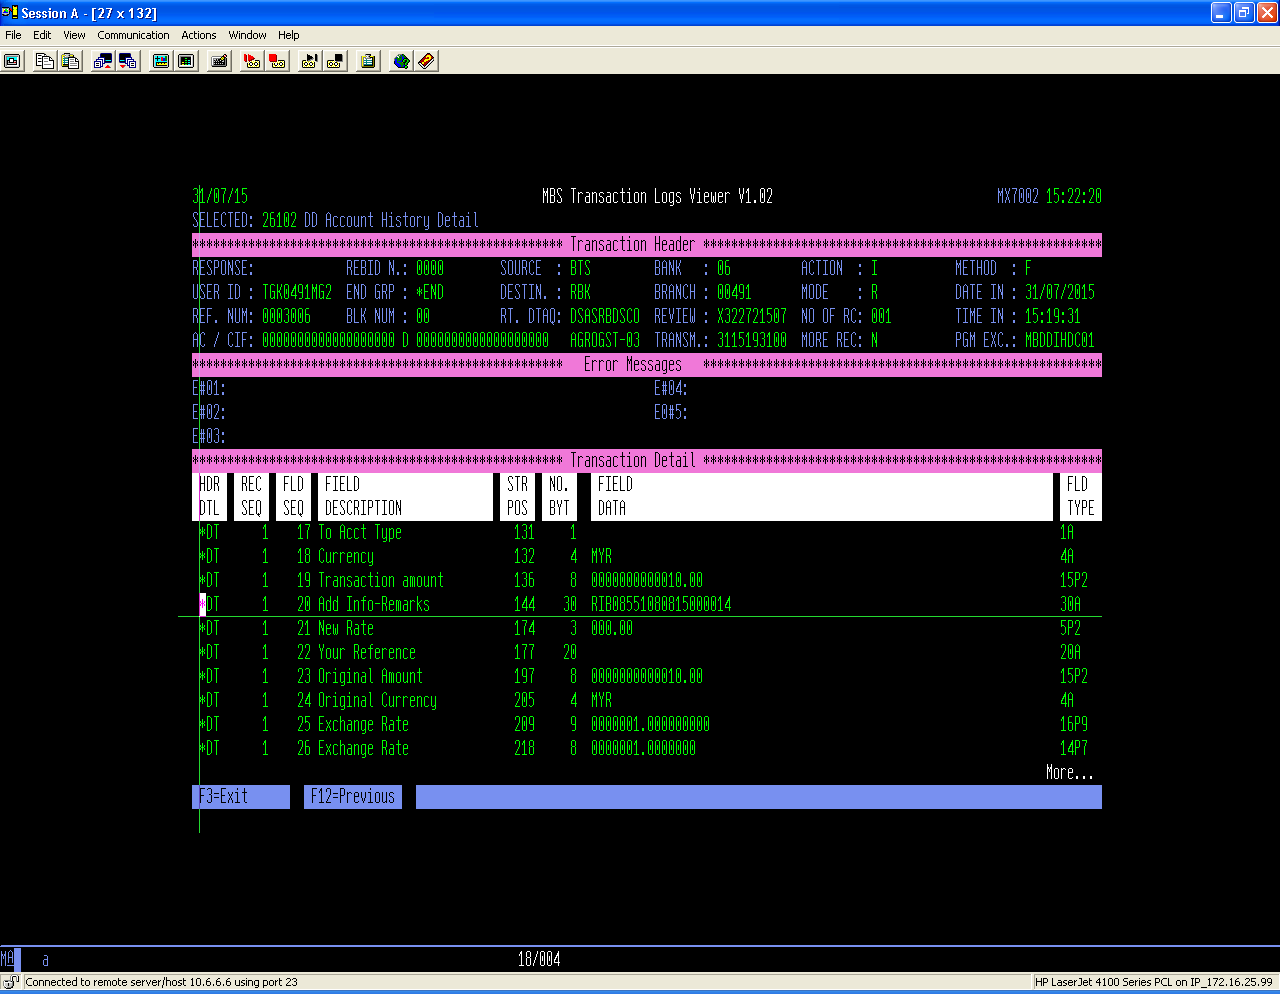 Session A - [27 x 132]
File Edit View Communication Actions Window Help
31/07/15 MBS Transaction Logs Viewer V1.02 MX7002 15:22:20
SELECTED: 26102 DD Account History Detail
***************************************************** Transaction Header *********************************************************
RESPONSE: REBID N.: 0000 SOURCE : BTS BANK : 06 ACTION : I METHOD : F
USER ID : TGK0491MG2 END GRP : *END DESTIN. : RBK BRANCH : 00491 MODE : R DATE IN : 31/07/2015
REF. NUM: 0003006 BLK NUM : 00 RT. DTAQ: DSASRBDSCO REVIEW : X322721507 NO OF RC: 001 TIME IN : 15:19:31
AC / CIF: 0000000000000000000 D 0000000000000000000 AGROGST-03 TRANSM.: 3115193100 MORE REC: N PGM EXC.: MBDDIHDC01
***************************************************** Error Messages *********************************************************
E#01: E#04:
E#02: E0#5:
E#03:
***************************************************** Transaction Detail *********************************************************
HDR REC FLD FIELD STR NO. FIELD FLD
DTL SEQ SEQ DESCRIPTION POS BYT DATA TYPE
*DT 1 17 To Acct Type 131 1 1A
*DT 1 18 Currency 132 4 MYR 4A
*DT 1 19 Transaction amount 136 8 0000000000010.00 15P2
*DT 1 20 Add Info-Remarks 144 30 RIB08551080815000014 30A
*DT 1 21 New Rate 174 3 000.00 5P2
*DT 1 22 Your Reference 177 20 20A
*DT 1 23 Original Amount 197 8 0000000000010.00 15P2
*DT 1 24 Original Currency 205 4 MYR 4A
*DT 1 25 Exchange Rate 209 9 0000001.000000000 16P9
*DT 1 26 Exchange Rate 218 8 0000001.0000000 14P7
More...
F3=Exit F12=Previous
MA a 18/004
Connected to remote server/host 10.6.6.6 using port 23 HP LaserJet 4100 Series PCL on IP_172.16.25.99